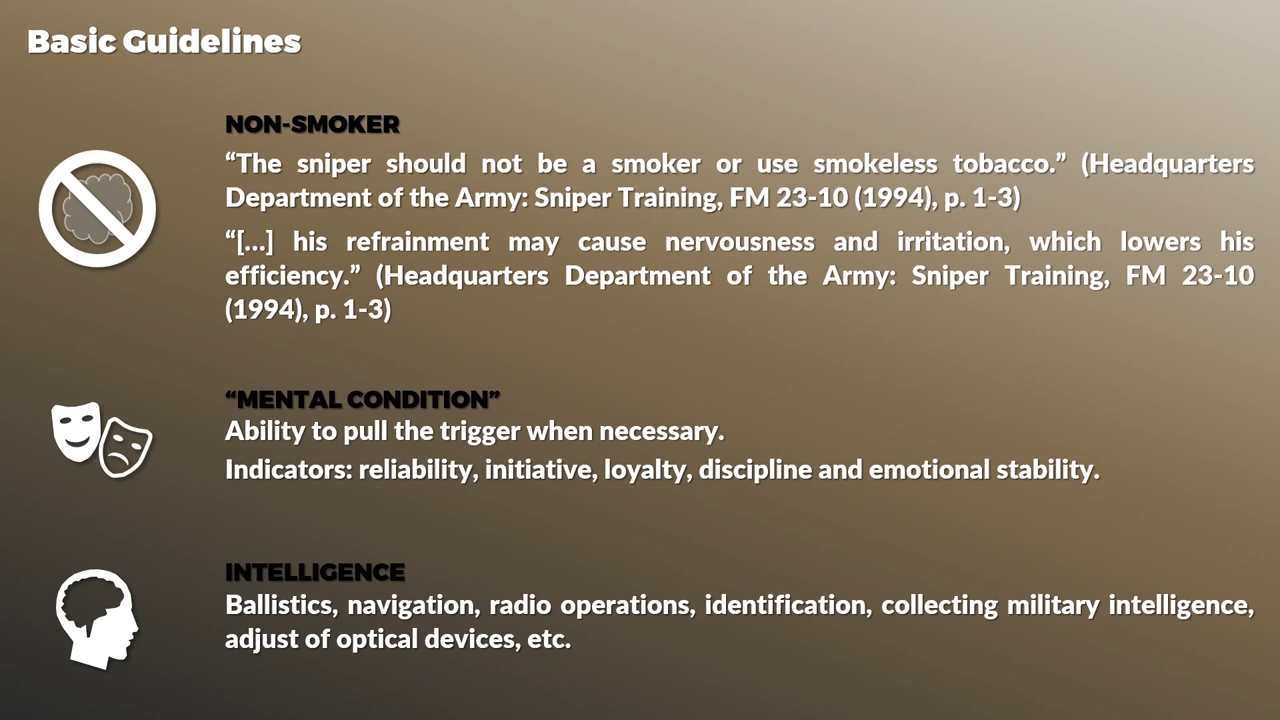 Basic Guidelines
NON-SMOKER
“The sniper should not be a smoker or use smokeless tobacco.” (Headquarters
Department of the Army: Sniper Training, FM 23-10 (1994), p. 1-3)
“[…] his refrainment may cause nervousness and irritation, which lowers his
efficiency.” (Headquarters Department of the Army: Sniper Training, FM 23-10
(1994), p. 1-3)
“MENTAL CONDITION”
Ability to pull the trigger when necessary.
Indicators: reliability, initiative, loyalty, discipline and emotional stability.
INTELLIGENCE
Ballistics, navigation, radio operations, identification, collecting military intelligence,
adjust of optical devices, etc.